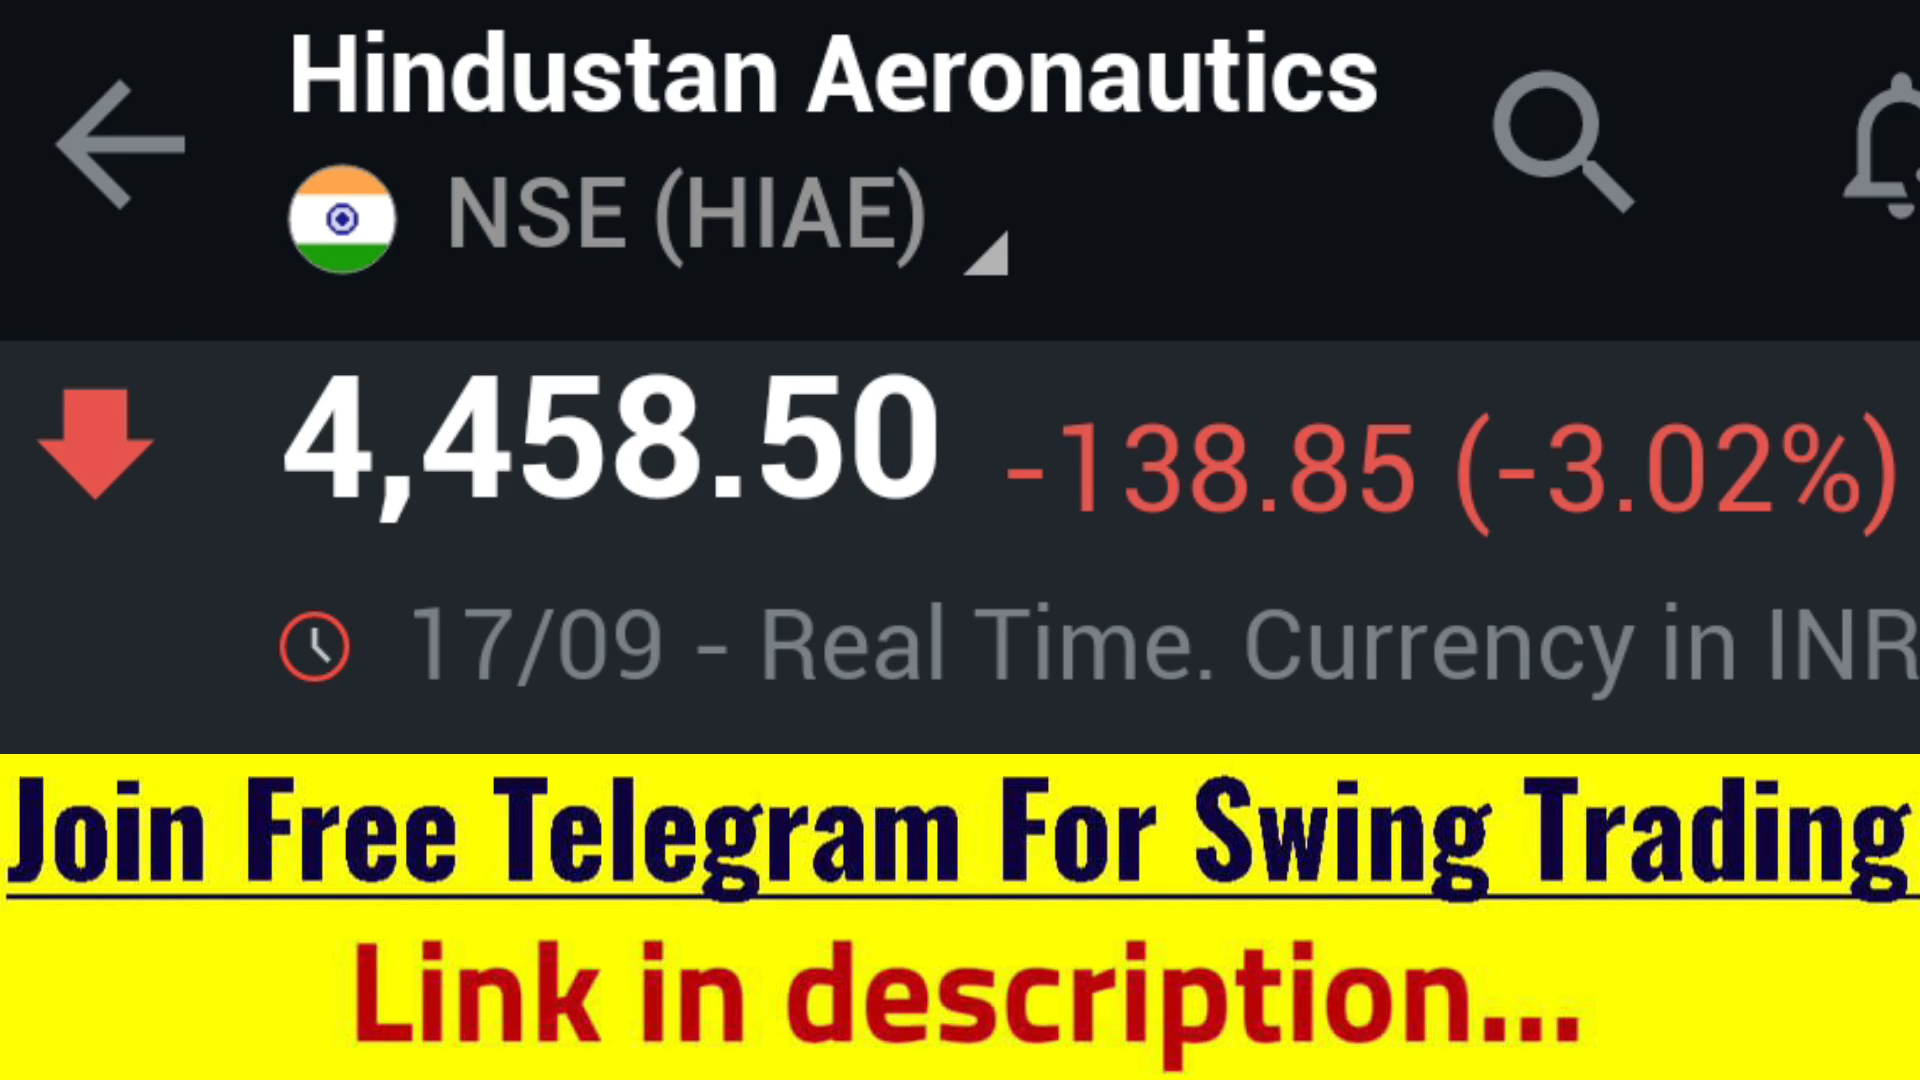 Hindustan Aeronautics
NSE (HIAE)
4,458.50 -138.85 (-3.02%)
17/09 - Real Time. Currency in INR
Join Free Telegram For Swing Trading
Link in description...